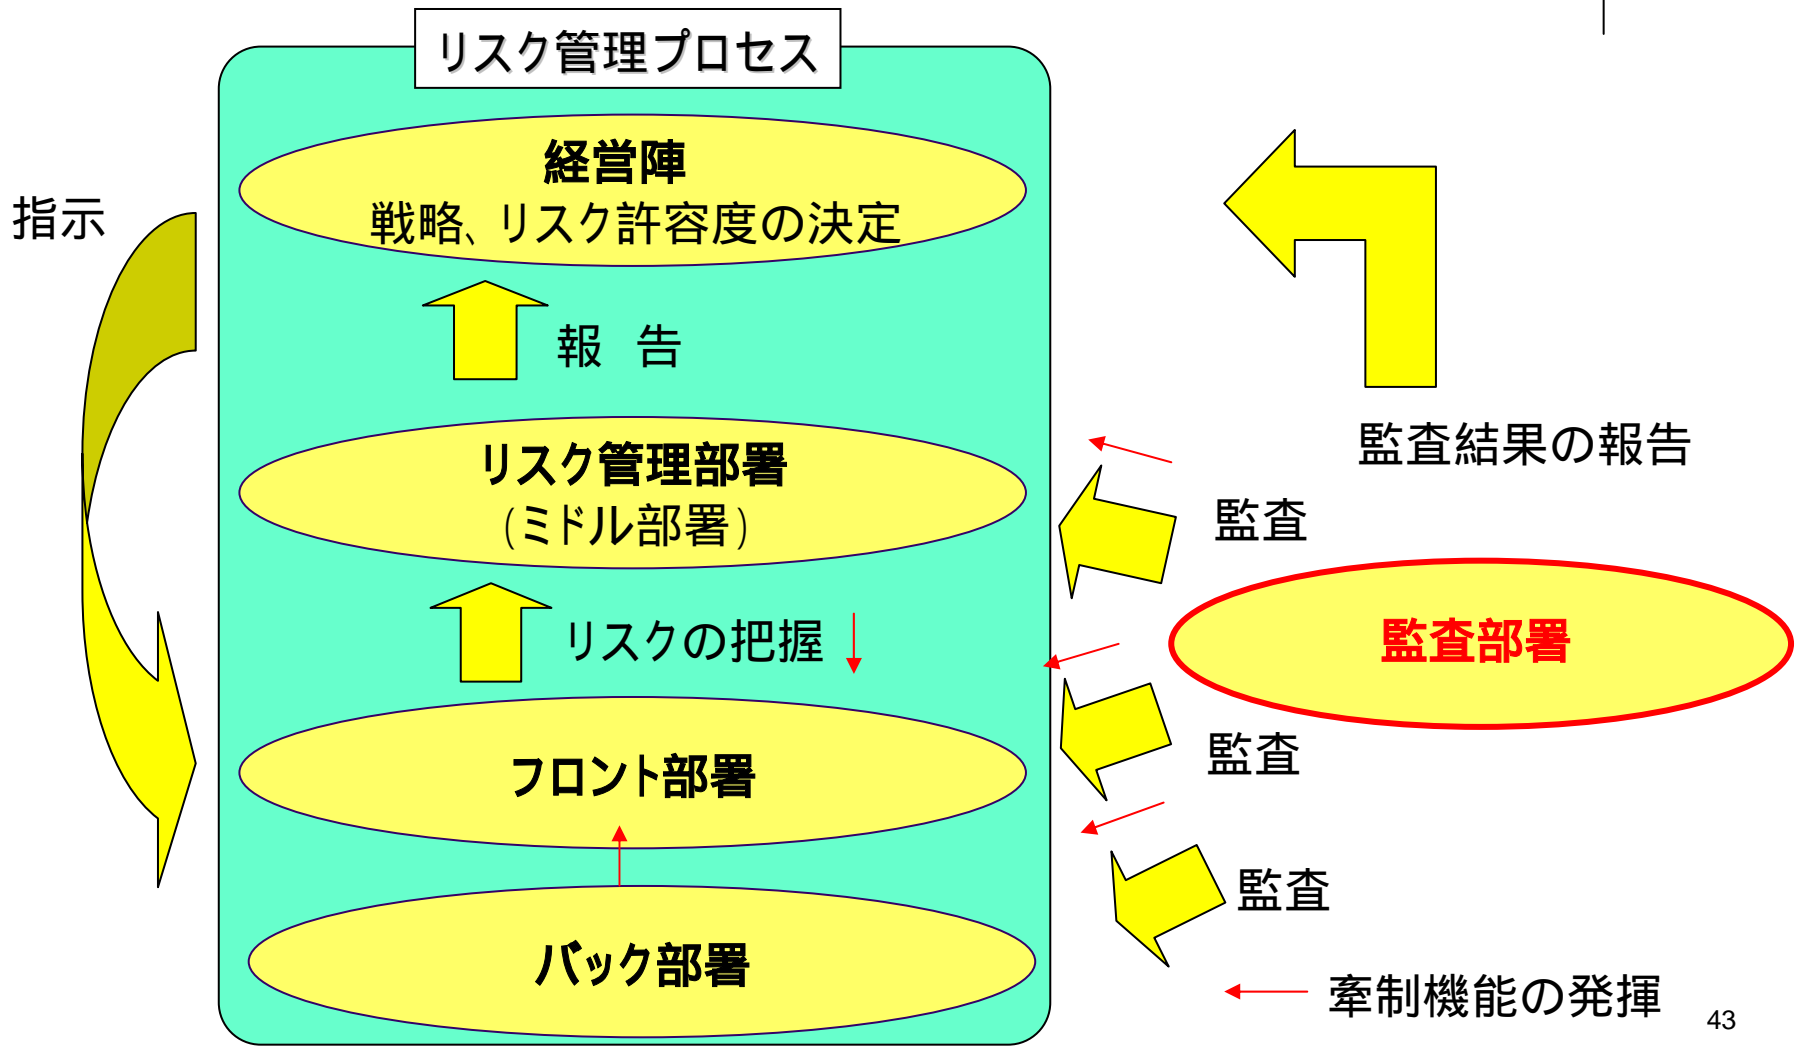 リスク管理プロセス
経営陣
戦略、リスク許容度の決定
指示
報 告
監査結果の報告
リスク管理部署
(ミドル部署)
監査
リスクの把握
監査部署
フロント部署
監査
監査
バック部署
牽制機能の発揮
43